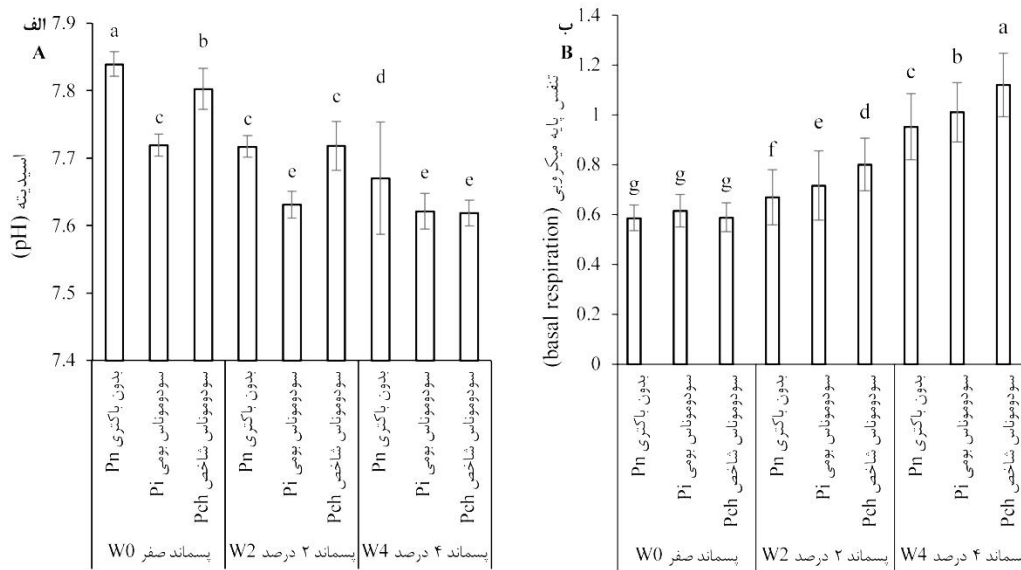 الف
A
7.9
7.8
7.7
7.6
7.5
7.4
اسیدیته (pH)
a
c
b
c
e
c
d
e
e
بدون باکتری Pn
سودوموناس بومی Pi
سودوموناس شاخص Pch
بدون باکتری Pn
سودوموناس بومی Pi
سودوموناس شاخص Pch
بدون باکتری Pn
سودوموناس بومی Pi
سودوموناس شاخص Pch
پسماند صفر W0
پسماند ۲ درصد W2
پسماند ۴ درصد W4
ب
B
1.4
1.2
1
0.8
0.6
0.4
0.2
0
تنفس پایه میکروبی (basal respiration)
g
g
g
f
e
d
c
b
a
بدون باکتری Pn
سودوموناس بومی Pi
سودوموناس شاخص Pch
بدون باکتری Pn
سودوموناس بومی Pi
سودوموناس شاخص Pch
بدون باکتری Pn
سودوموناس بومی Pi
سودوموناس شاخص Pch
پسماند صفر W0
پسماند ۲ درصد W2
پسماند ۴ درصد W4